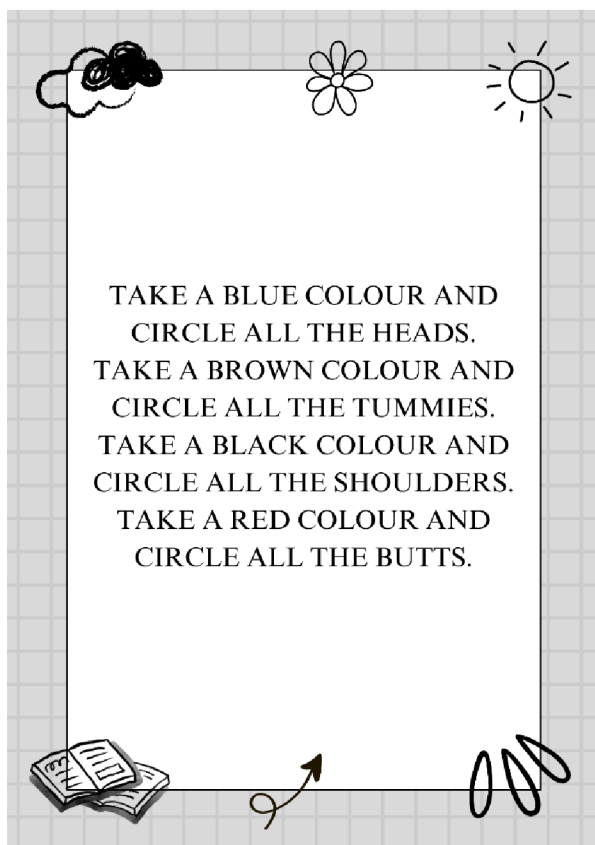 TAKE A BLUE COLOUR AND
CIRCLE ALL THE HEADS.
TAKE A BROWN COLOUR AND
CIRCLE ALL THE TUMMIES.
TAKE A BLACK COLOUR AND
CIRCLE ALL THE SHOULDERS.
TAKE A RED COLOUR AND
CIRCLE ALL THE BUTTS.